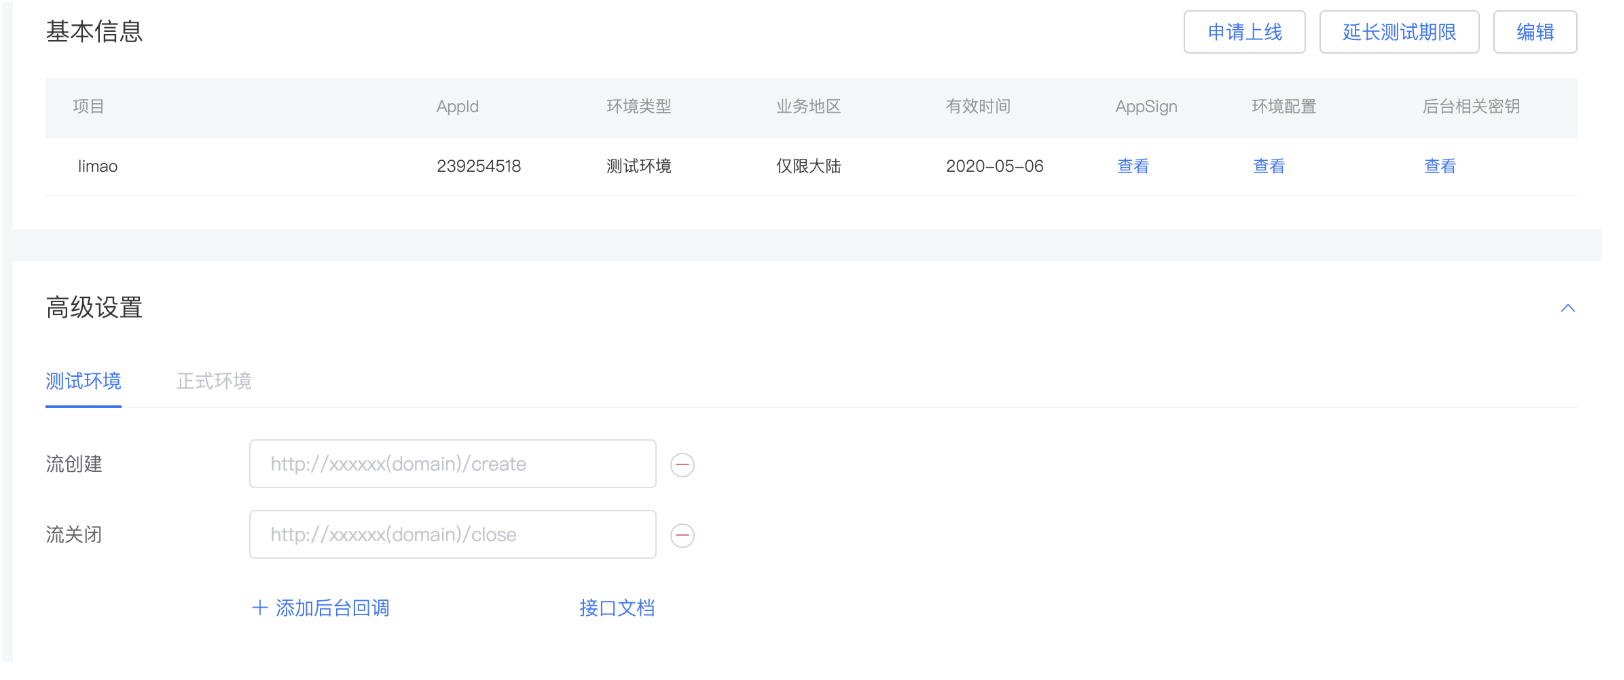 基本信息 申请上线 延长测试期限 编辑
项目 AppId 环境类型 业务地区 有效时间 AppSign 环境配置 后台相关密钥
limao 239254518 测试环境 仅限大陆 2020-05-06 查看 查看 查看
高级设置
测试环境 正式环境
流创建 http://xxxxxx(domain)/create
流关闭 http://xxxxxx(domain)/close
+ 添加后台回调 接口文档